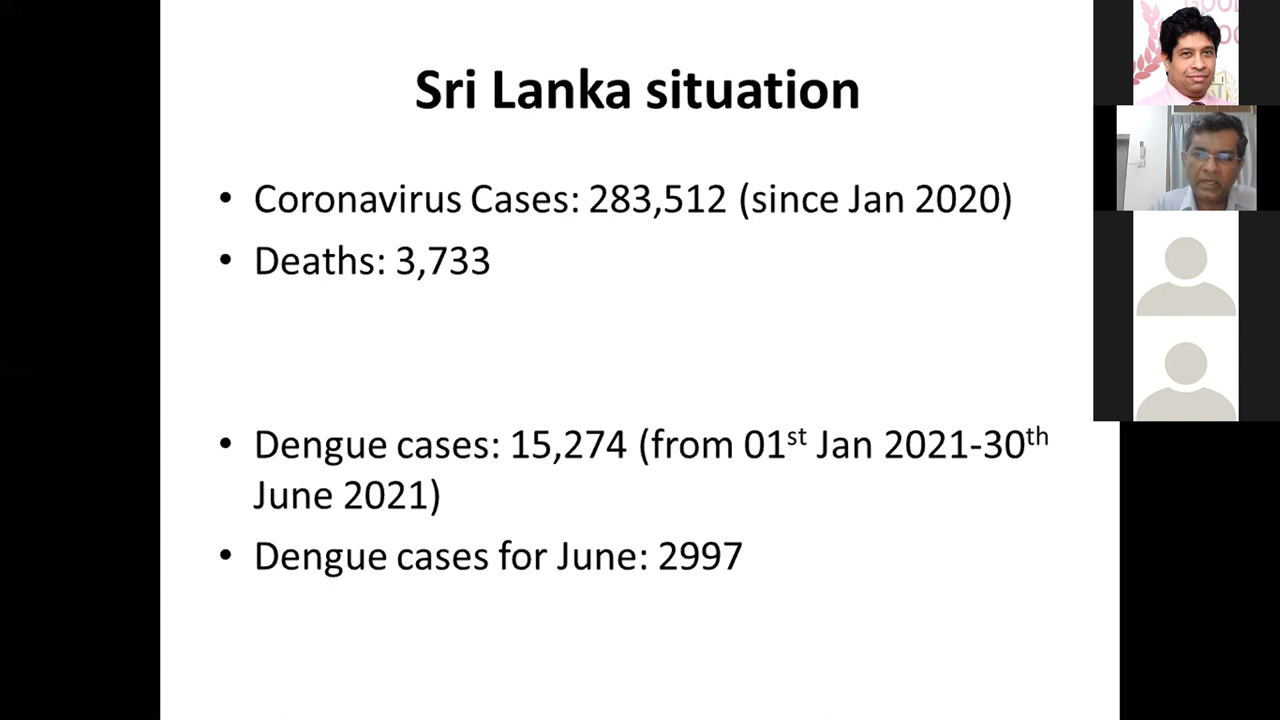 Sri Lanka situation
• Coronavirus Cases: 283,512 (since Jan 2020)
• Deaths: 3,733
• Dengue cases: 15,274 (from 01st Jan 2021-30th
June 2021)
• Dengue cases for June: 2997